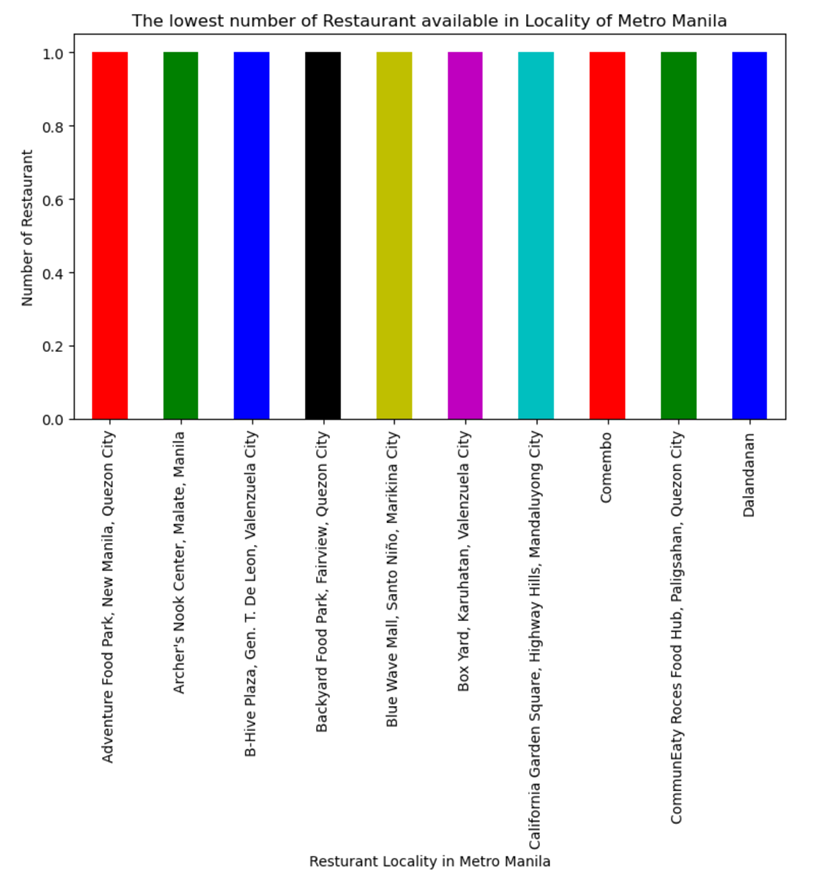 The lowest number of Restaurant available in Locality of Metro Manila
Number of Restaurant
1.0
0.8
0.6
0.4
0.2
0.0
Adventure Food Park, New Manila, Quezon City
Archer's Nook Center, Malate, Manila
B-Hive Plaza, Gen. T. De Leon, Valenzuela City
Backyard Food Park, Fairview, Quezon City
Blue Wave Mall, Santo Niño, Marikina City
Box Yard, Karuhatan, Valenzuela City
California Garden Square, Highway Hills, Mandaluyong City
Comembo
CommunEaty Roces Food Hub, Paligsahan, Quezon City
Dalandanan
Resturant Locality in Metro Manila